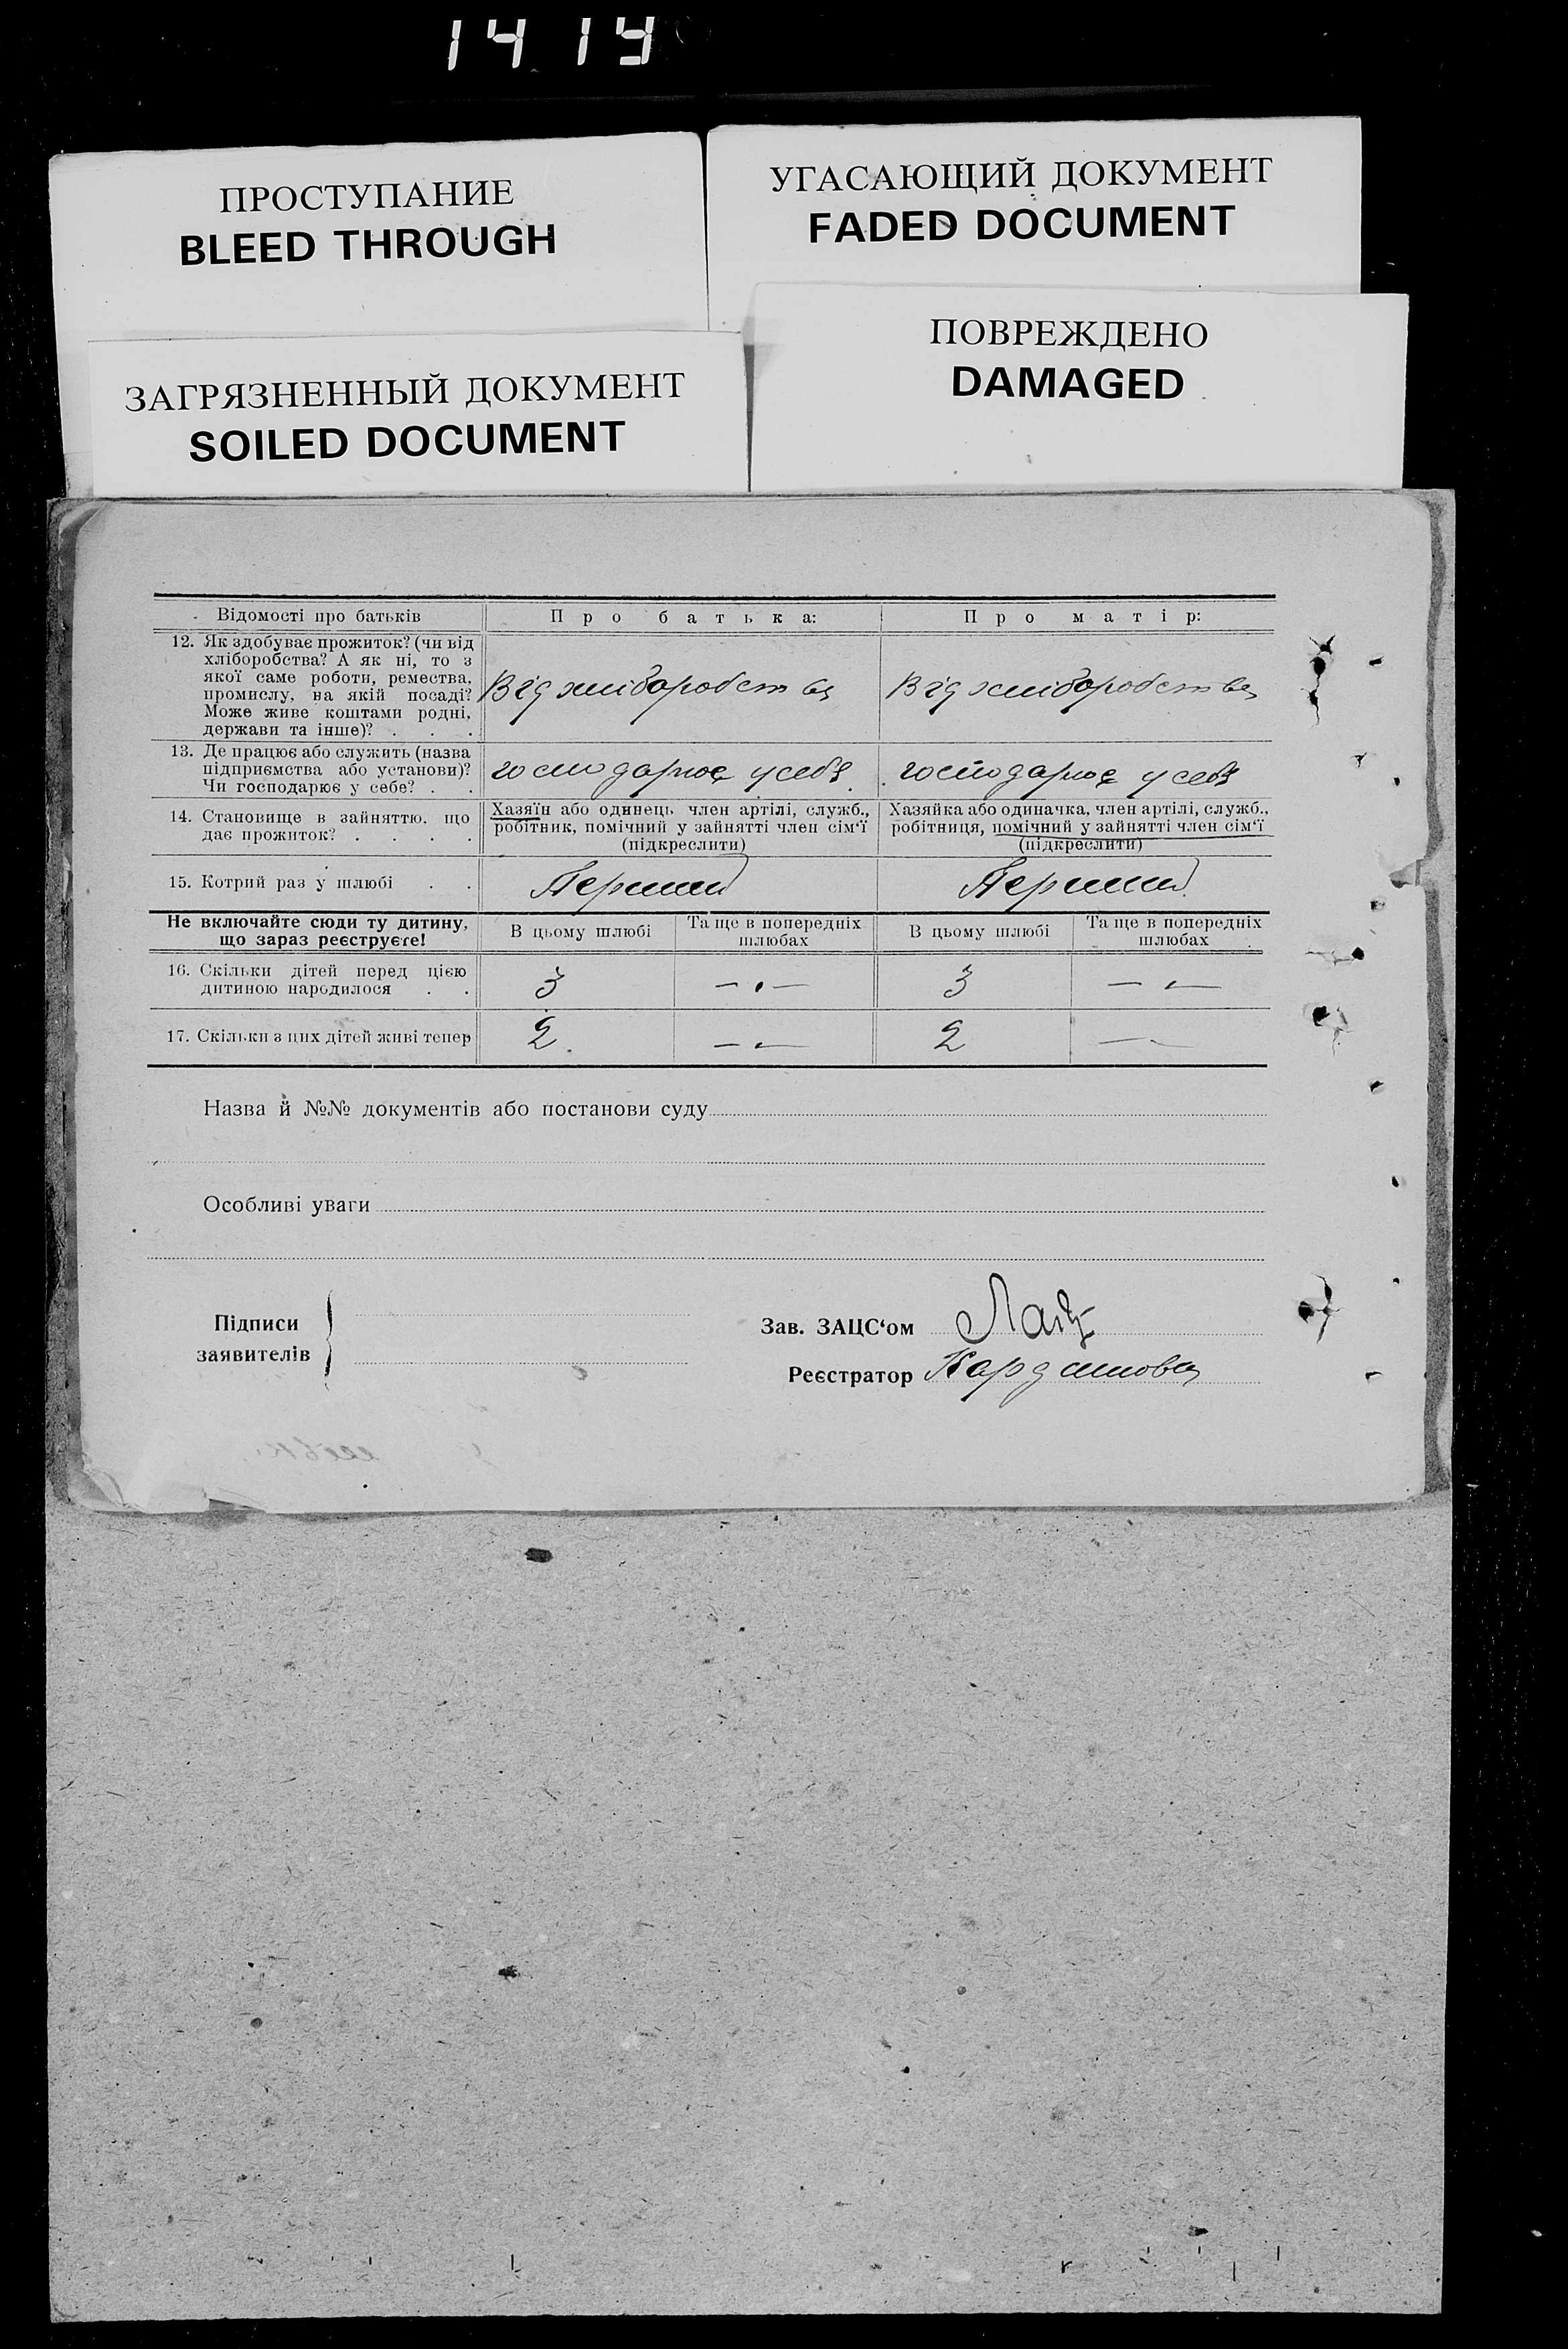 1419
ПРОСТУПАНИЕ
BLEED THROUGH
УГАСАЮЩИЙ ДОКУМЕНТ
FADED DOCUMENT
ЗАГРЯЗНЕННЫЙ ДОКУМЕНТ
SOILED DOCUMENT
ПОВРЕЖДЕНО
DAMAGED
Відомості про батьків Про батька: Про матір:
12. Як здобуває прожиток? (чи від
хліборобства? А як ні, то з
якої саме роботи, ремества,
промислу, на якій посаді?
Може живе коштами родні,
держави та інше)? . . .
Від хліборобства Від хліборобства
13. Де працює або служить (назва
підприємства або установи)?
Чи господарює у себе? . .
господарює у себя господарює у себя
14. Становище в зайняттю, що
дає прожиток? . . . .
Хазяїн або одинець, член артілі, служб.,
робітник, помічний у зайнятті член сім'ї
(підкреслити)
Хазяйка або одиначка, член артілі, служб.,
робітниця, помічний у зайнятті член сім'ї
(підкреслити)
15. Котрий раз у шлюбі . . Перший Перший
Не включайте сюди ту дитину,
що зараз реєструєте!
В цьому шлюбі Та ще в попередніх
шлюбах
В цьому шлюбі Та ще в попередніх
шлюбах
16. Скільки дітей перед цією
дитиною народилося . .
3 — „ — 3 — „ —
17. Скільки з цих дітей живі тепер 2 — „ — 2 — „ —
Назва й №№ документів або постанови суду
Особливі уваги
Підписи
заявителів
Зав. ЗАЦС'ом
Реєстратор